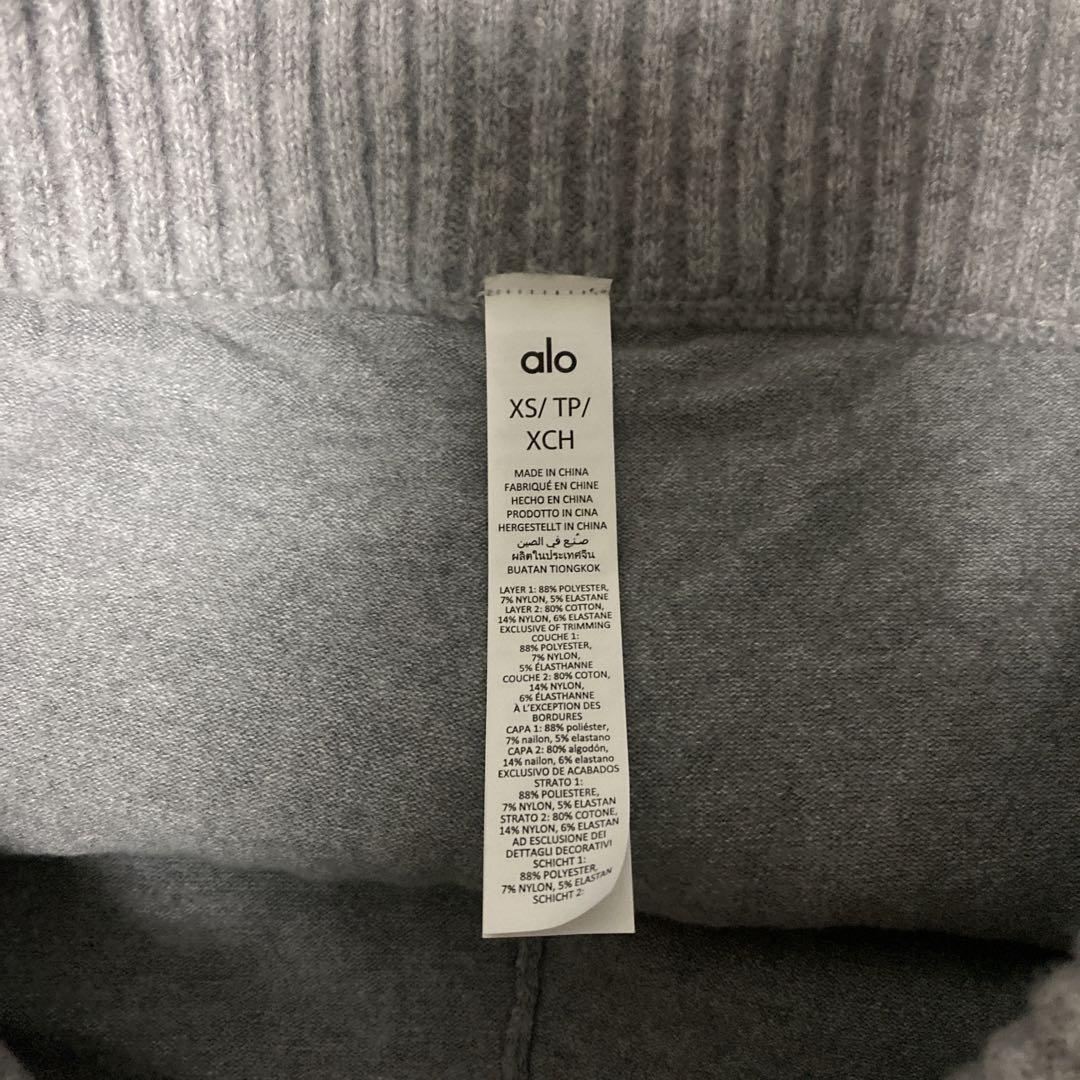 alo
XS/ TP/
XCH
MADE IN CHINA
FABRIQUÉ EN CHINE
HECHO EN CHINA
PRODOTTO IN CINA
HERGESTELLT IN CHINA
صنع في الصين
ผลิตในประเทศจีน
BUATAN TIONGKOK
LAYER 1: 88% POLYESTER,
7% NYLON, 5% ELASTANE
LAYER 2: 80% COTTON,
14% NYLON, 6% ELASTANE
EXCLUSIVE OF TRIMMING
COUCHE 1:
88% POLYESTER,
7% NYLON,
5% ÉLASTHANNE
COUCHE 2: 80% COTON,
14% NYLON,
6% ÉLASTHANNE
À L'EXCEPTION DES
BORDURES
CAPA 1: 88% poliéster,
7% nailon, 5% elastano
CAPA 2: 80% algodón,
14% nailon, 6% elastano
EXCLUSIVO DE ACABADOS
STRATO 1:
88% POLIESTERE,
7% NYLON, 5% ELASTAN
STRATO 2: 80% COTONE,
14% NYLON, 6% ELASTAN
AD ESCLUSIONE DEI
DETTAGLI DECORATIVI
SCHICHT 1:
88% POLYESTER,
7% NYLON, 5% ELASTAN
SCHICHT 2: